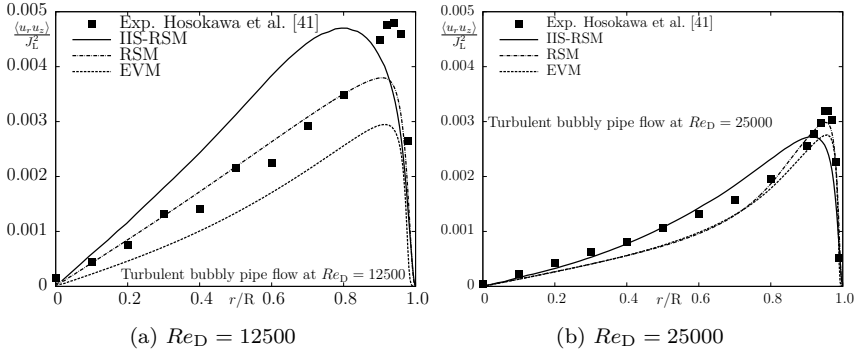 ⟨u_r u_z⟩ / J_L^2
0.005
0.004
0.003
0.002
0.001
0
0 0.2 0.4 0.6 0.8 1.0
r/R
Exp. Hosokawa et al. [41]
IIS-RSM
RSM
EVM
Turbulent bubbly pipe flow at Re_D = 12500
(a) Re_D = 12500
⟨u_r u_z⟩ / J_L^2
0.005
0.004
0.003
0.002
0.001
0
0 0.2 0.4 0.6 0.8 1.0
r/R
Exp. Hosokawa et al. [41]
IIS-RSM
RSM
EVM
Turbulent bubbly pipe flow at Re_D = 25000
(b) Re_D = 25000